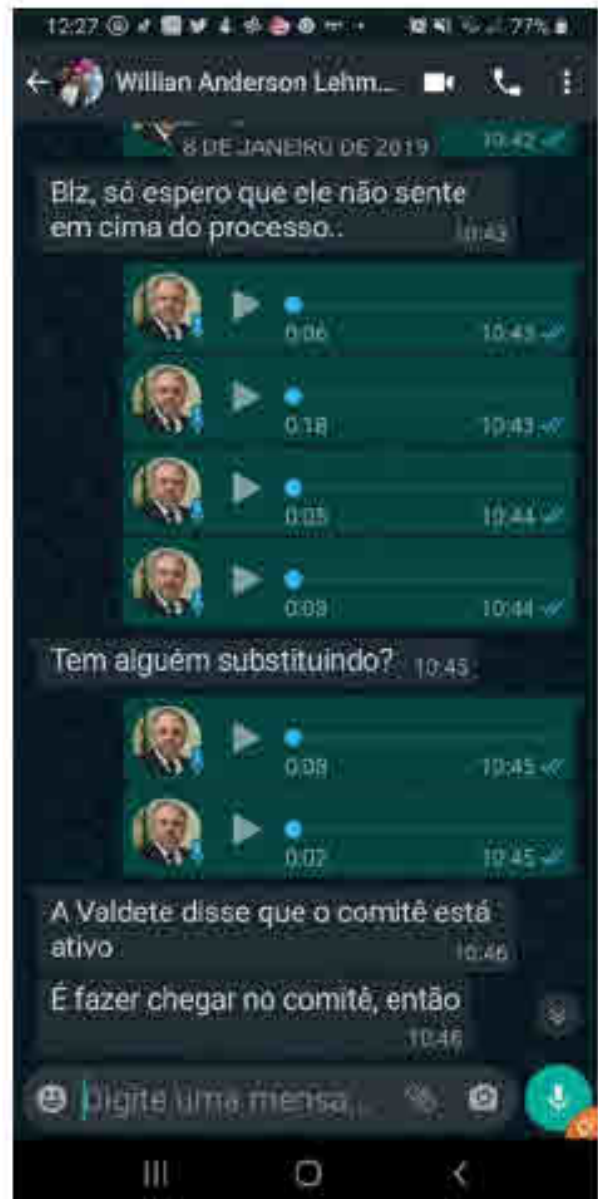 12:27 77%
Willian Anderson Lehm...
10:42
8 DE JANEIRO DE 2019
Blz, só espero que ele não sente
em cima do processo.. 10:43
0:06 10:43
0:18 10:43
0:05 10:44
0:09 10:44
Tem alguém substituindo? 10:45
0:09 10:45
0:02 10:45
A Valdete disse que o comitê está
ativo 10:46
É fazer chegar no comitê, então
10:46
Digite uma mensa...